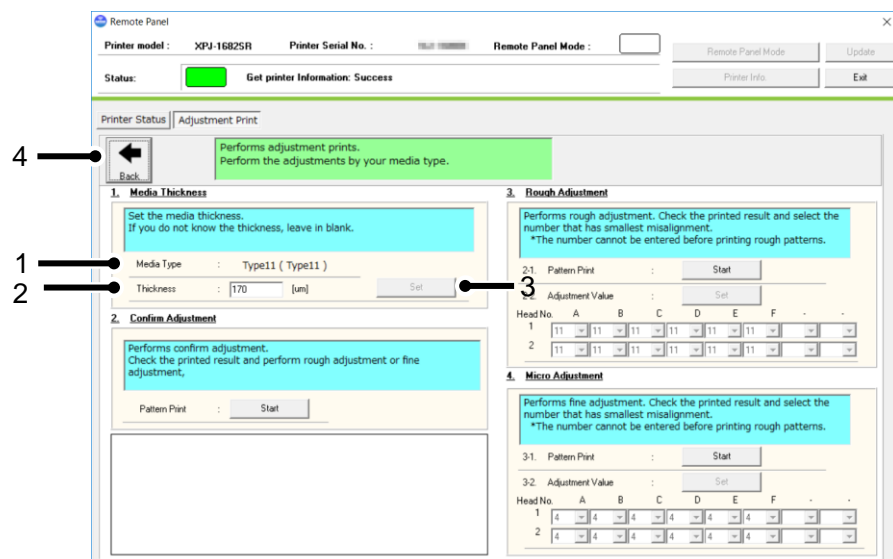 Remote Panel
Printer model : XPJ-1682SR Printer Serial No. : Remote Panel Mode :
Remote Panel Mode Update
Status: Get printer Information: Success
Printer Info. Exit
Printer Status Adjustment Print
4
Back
Performs adjustment prints.
Perform the adjustments by your media type.
1. Media Thickness
Set the media thickness.
If you do not know the thickness, leave in blank.
1
Media Type : Type11 ( Type11 )
2
Thickness : 170 [um] Set
3
2. Confirm Adjustment
Performs confirm adjustment.
Check the printed result and perform rough adjustment or fine
adjustment,
Pattern Print : Start
3. Rough Adjustment
Performs rough adjustment. Check the printed result and select the
number that has smallest misalignment.
*The number cannot be entered before printing rough patterns.
2-1. Pattern Print : Start
2-2. Adjustment Value : Set
Head No. A B C D E F - -
1 11 11 11 11 11 11
2 11 11 11 11 11 11
4. Micro Adjustment
Performs fine adjustment. Check the printed result and select the
number that has smallest misalignment.
*The number cannot be entered before printing rough patterns.
3-1. Pattern Print : Start
3-2. Adjustment Value : Set
Head No. A B C D E F - -
1 4 4 4 4 4 4
2 4 4 4 4 4 4